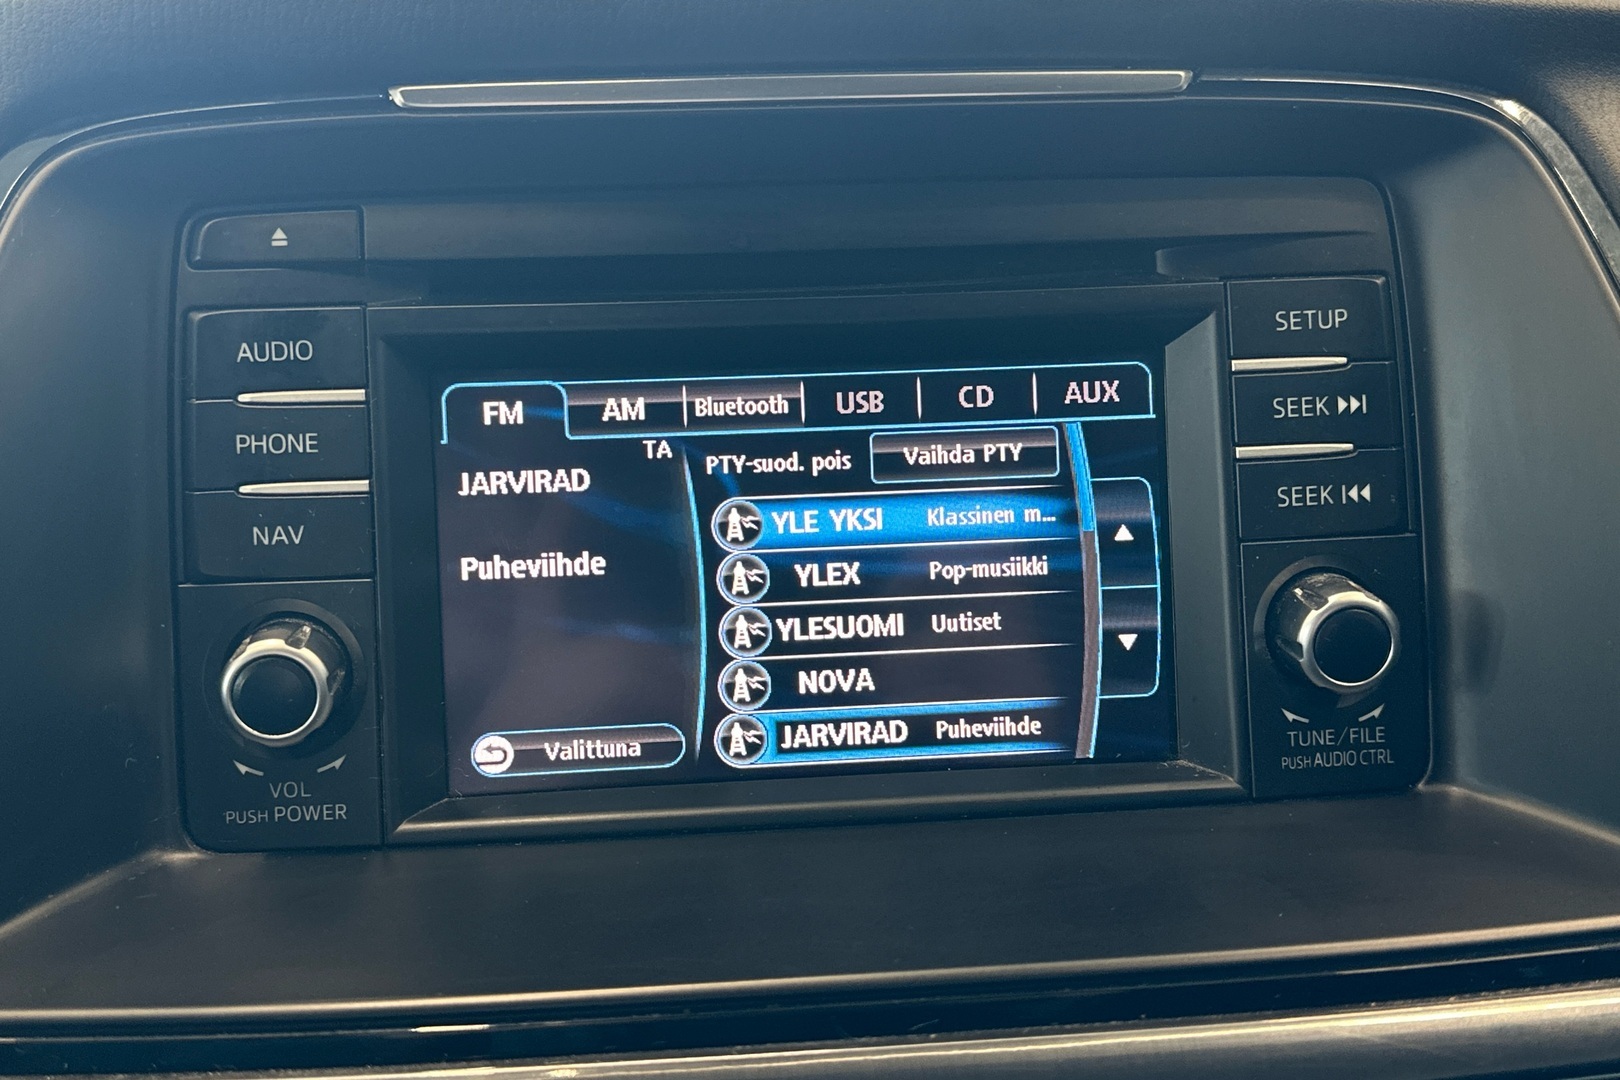 AUDIO
PHONE
NAV
VOL
PUSH POWER
FM AM Bluetooth USB CD AUX
TA
JARVIRAD
Puheviihde
Valittuna
PTY-suod. pois Vaihda PTY
YLE YKSI Klassinen m...
YLEX Pop-musiikki
YLESUOMI Uutiset
NOVA
JARVIRAD Puheviihde
SETUP
SEEK
SEEK
TUNE/FILE
PUSH AUDIO CTRL